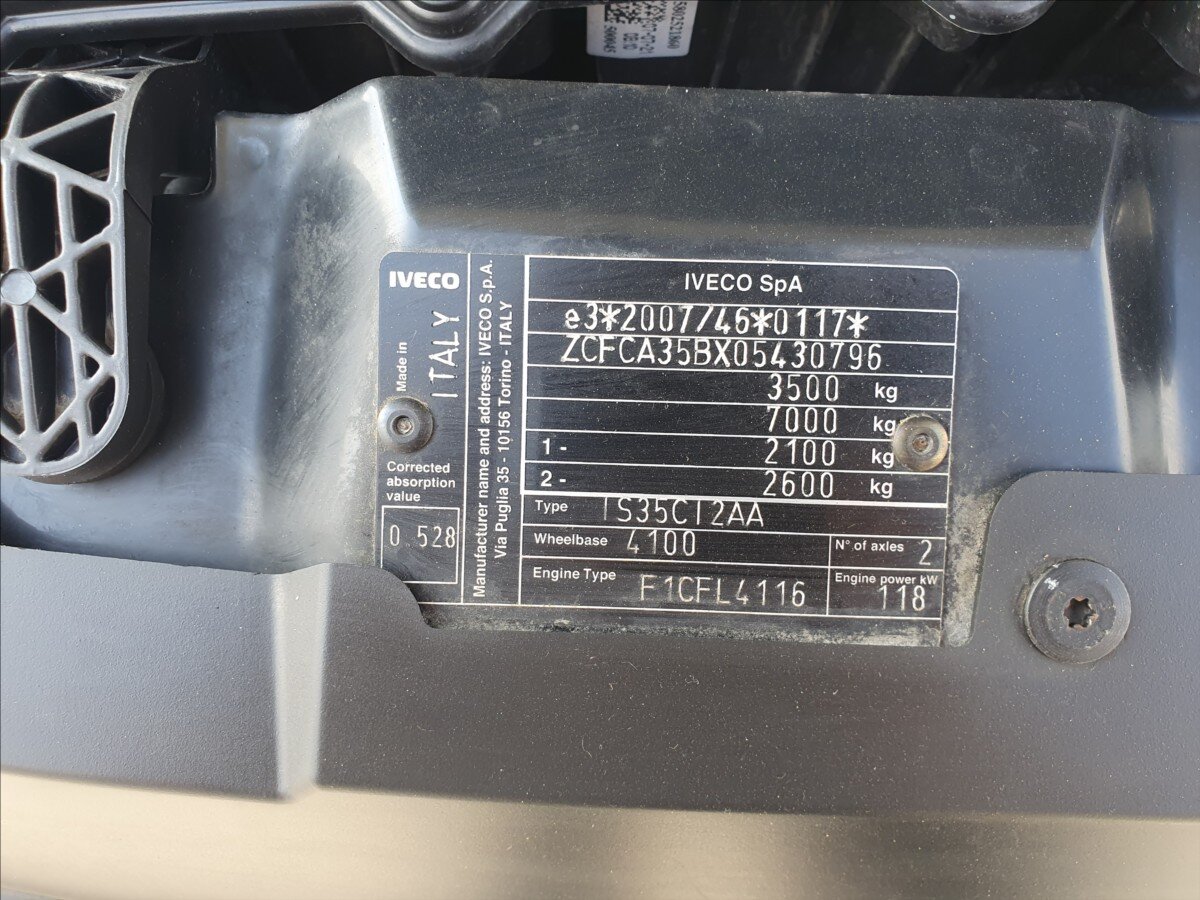 5802521860
IVECO
Made in
ITALY
Corrected
absorption
value
0 528
Manufacturer name and address: IVECO S.p.A.
Via Puglia 35 - 10156 Torino - ITALY
IVECO SpA
e3*2007/46*0117*
ZCFCA35BX05430796
3500 kg
7000 kg
1- 2100 kg
2- 2600 kg
Type IS35CI2AA
Wheelbase 4100
N° of axles 2
Engine Type F1CFL4116
Engine power kW
118